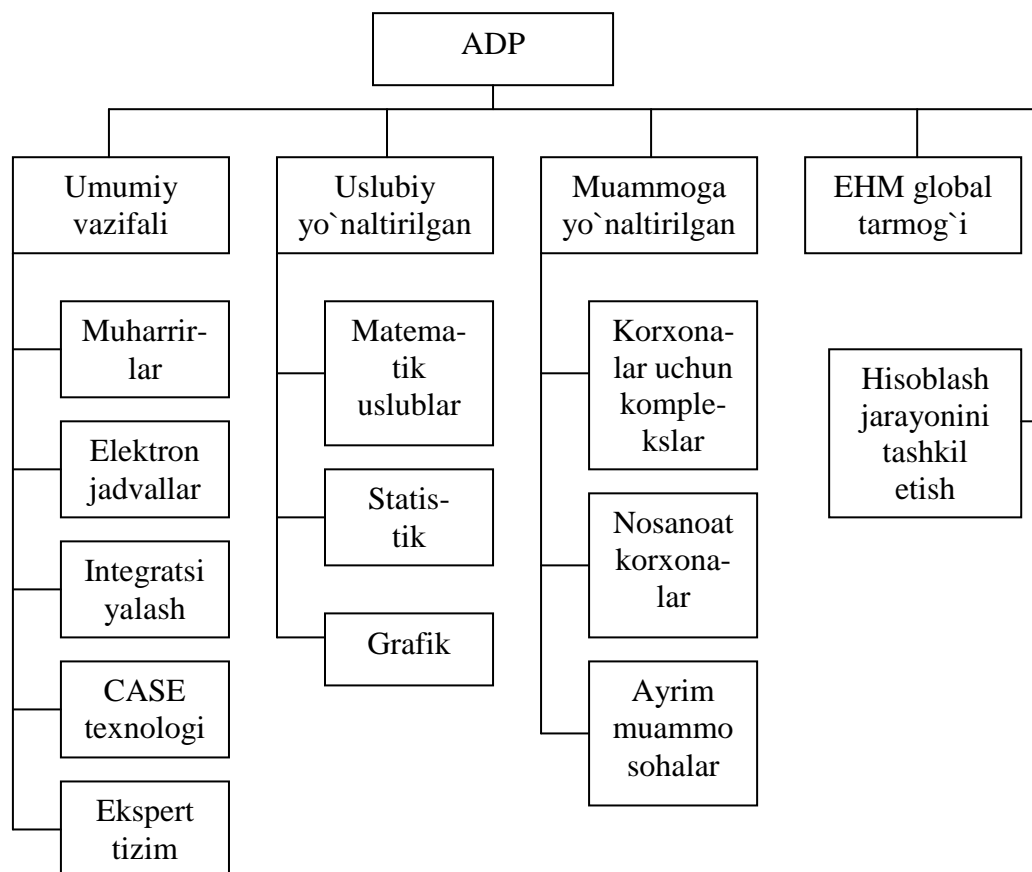 ADP
Umumiy
vazifali
Muharrir-
lar
Elektron
jadvallar
Integratsi
yalash
CASE
texnologi
Ekspert
tizim
Uslubiy
yo`naltirilgan
Matema-
tik
uslublar
Statis-
tik
Grafik
Muammoga
yo`naltirilgan
Korxona-
lar uchun
komple-
kslar
Nosanoat
korxona-
lar
Ayrim
muammo
sohalar
EHM global
tarmog`i
Hisoblash
jarayonini
tashkil
etish